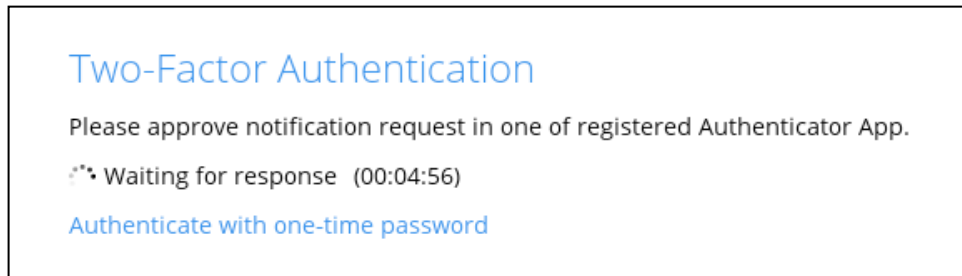 Two-Factor Authentication
Please approve notification request in one of registered Authenticator App.
Waiting for response (00:04:56)
Authenticate with one-time password